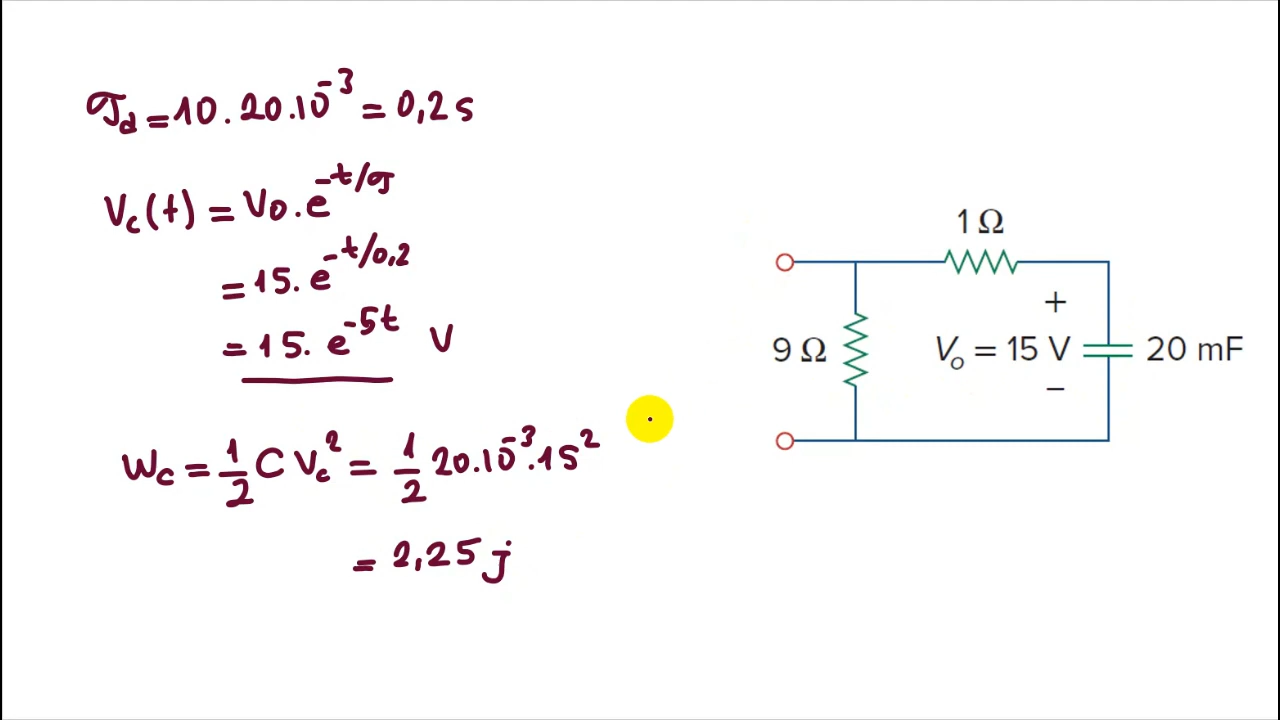 τd = 10 . 20.10⁻³ = 0,2 s
Vc(t) = V0 . e^(-t/τ)
= 15. e^(-t/0,2)
= 15. e^(-5t) V
Wc = 1/2 C Vc² = 1/2 20.10⁻³.15²
= 2,25 j
1 Ω
+
9 Ω
Vo = 15 V
20 mF
−